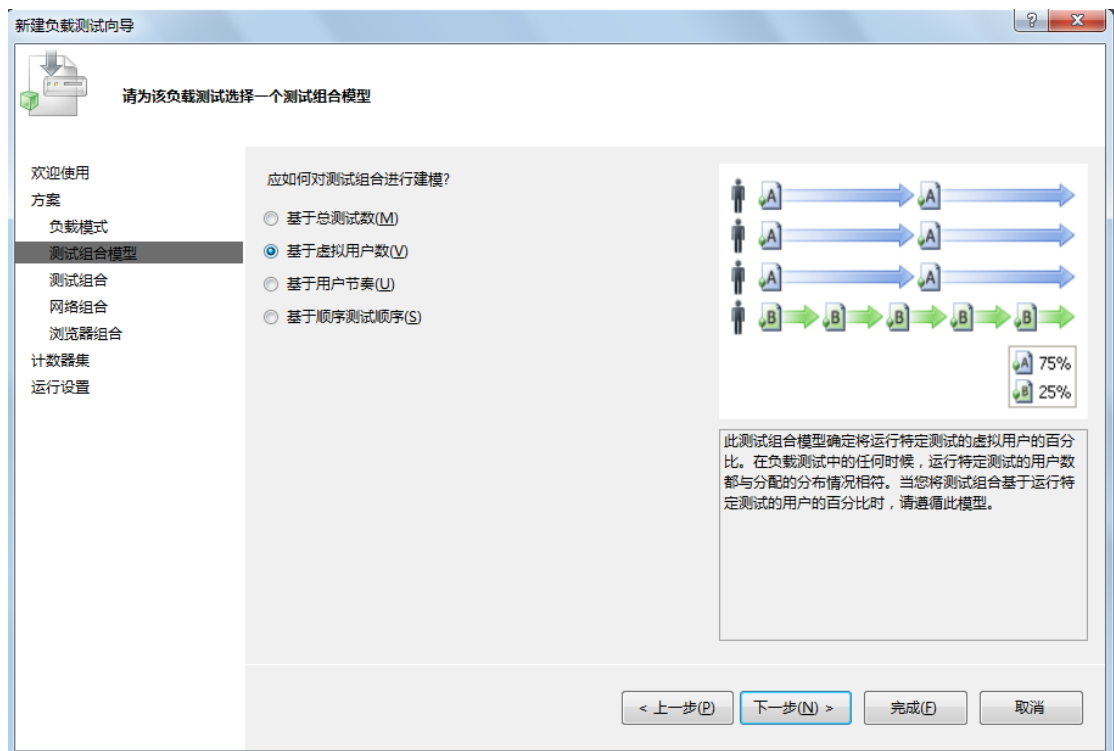 新建负载测试向导
请为该负载测试选择一个测试组合模型
欢迎使用
方案
负载模式
测试组合模型
测试组合
网络组合
浏览器组合
计数器集
运行设置
应如何对测试组合进行建模?
基于总测试数(M)
基于虚拟用户数(V)
基于用户节奏(U)
基于顺序测试顺序(S)
A A
A A
A A
B B B B B
A 75%
B 25%
此测试组合模型确定将运行特定测试的虚拟用户的百分
比。在负载测试中的任何时候，运行特定测试的用户数
都与分配的分布情况相符。当您将测试组合基于运行特
定测试的用户的百分比时，请遵循此模型。
< 上一步(P) 下一步(N) > 完成(F) 取消